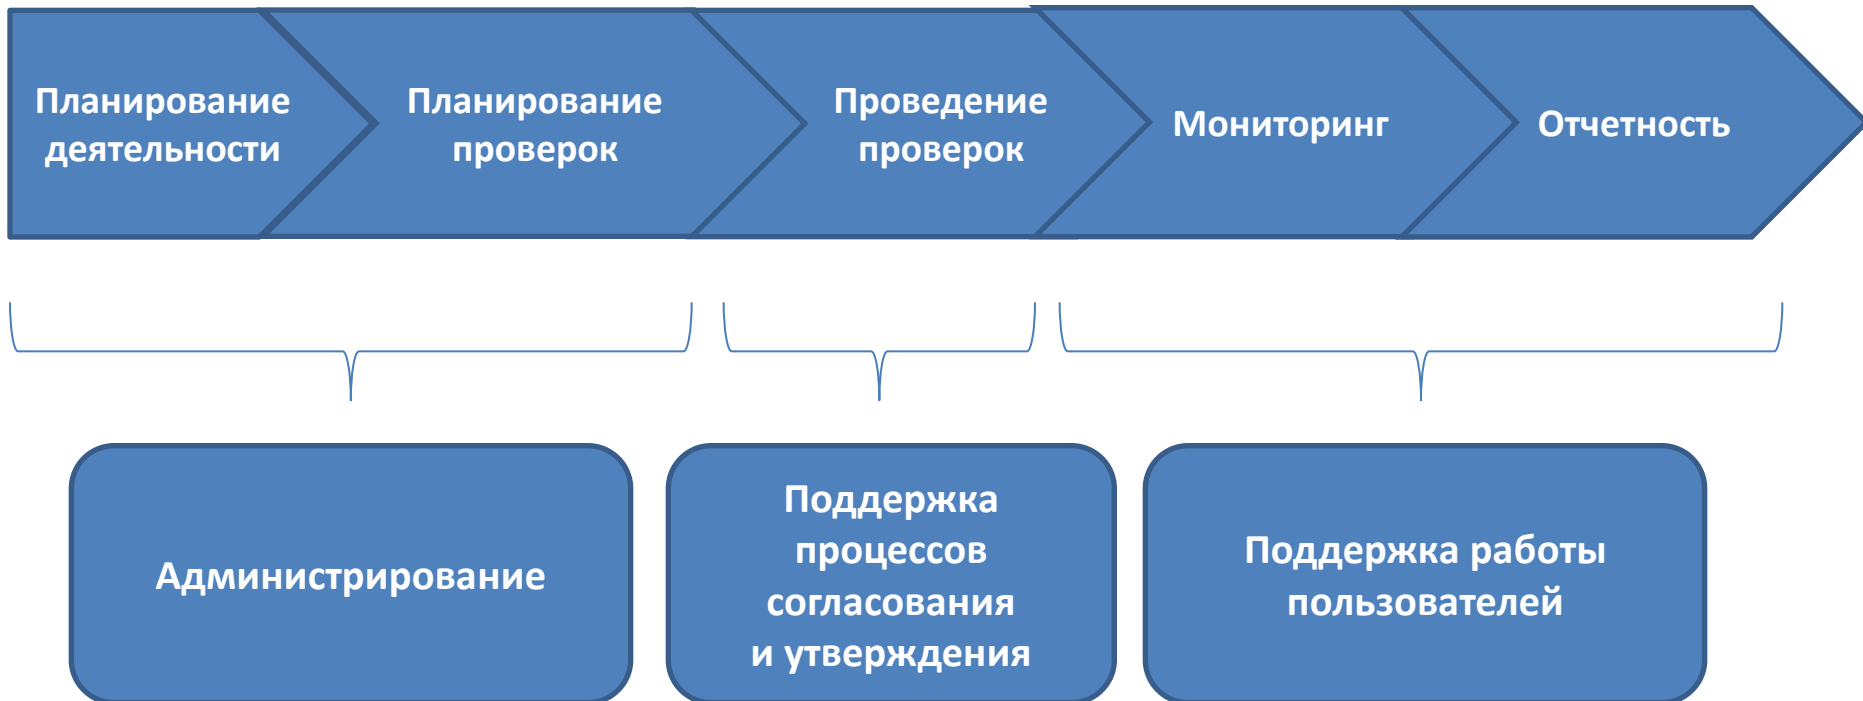 Планирование
деятельности
Планирование
проверок
Проведение
проверок
Мониторинг
Отчетность
Администрирование
Поддержка
процессов
согласования
и утверждения
Поддержка работы
пользователей